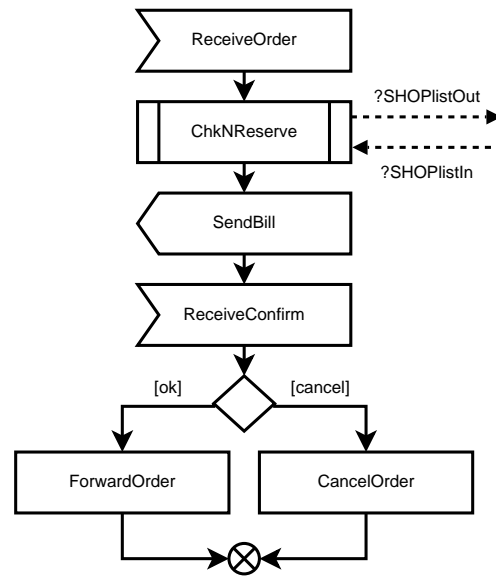 ReceiveOrder
?SHOPlistOut
ChkNReserve
?SHOPlistIn
SendBill
ReceiveConfirm
[ok]
[cancel]
ForwardOrder
CancelOrder